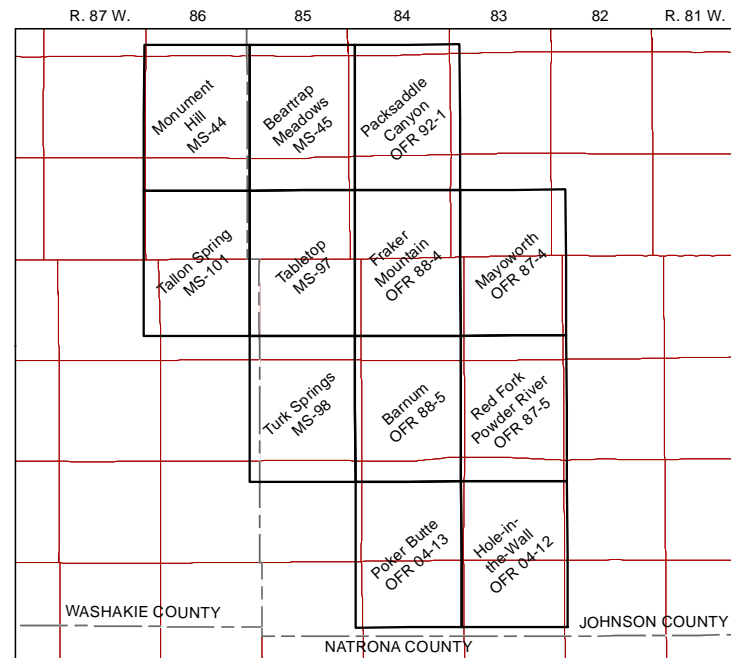 R. 87 W. 86 85 84 83 82 R. 81 W.
Monument
Hill
MS-44
Beartrap
Meadows
MS-45
Packsaddle
Canyon
OFR 92-1
Tallon Spring
MS-101
Tabletop
MS-97
Fraker
Mountain
OFR 88-4
Mayoworth
OFR 87-4
Turk Springs
MS-98
Barnum
OFR 88-5
Red Fork
Powder River
OFR 87-5
Poker Butte
OFR 04-13
Hole-in-
the-Wall
OFR 04-12
WASHAKIE COUNTY
JOHNSON COUNTY
NATRONA COUNTY